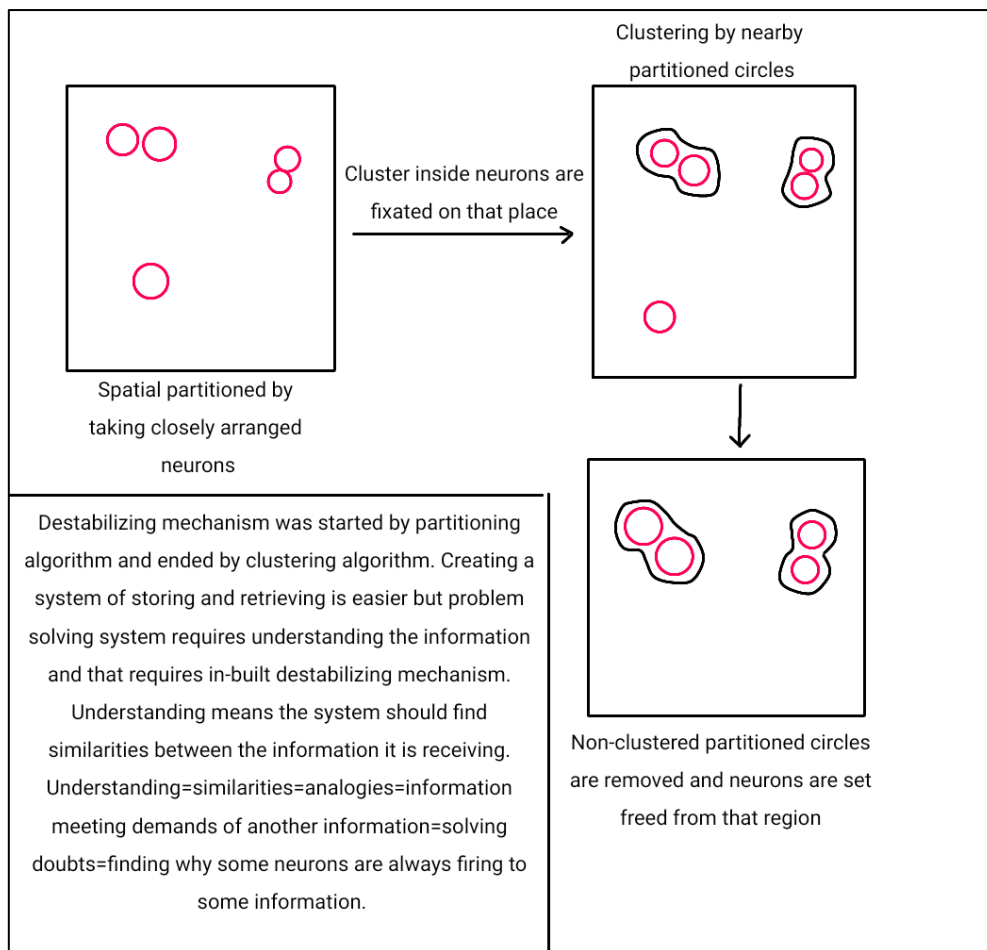 Clustering by nearby
partitioned circles
Cluster inside neurons are
fixated on that place
Spatial partitioned by
taking closely arranged
neurons
Destabilizing mechanism was started by partitioning
algorithm and ended by clustering algorithm. Creating a
system of storing and retrieving is easier but problem
solving system requires understanding the information
and that requires in-built destabilizing mechanism.
Understanding means the system should find
similarities between the information it is receiving.
Understanding=similarities=analogies=information
meeting demands of another information=solving
doubts=finding why some neurons are always firing to
some information.
Non-clustered partitioned circles
are removed and neurons are set
freed from that region